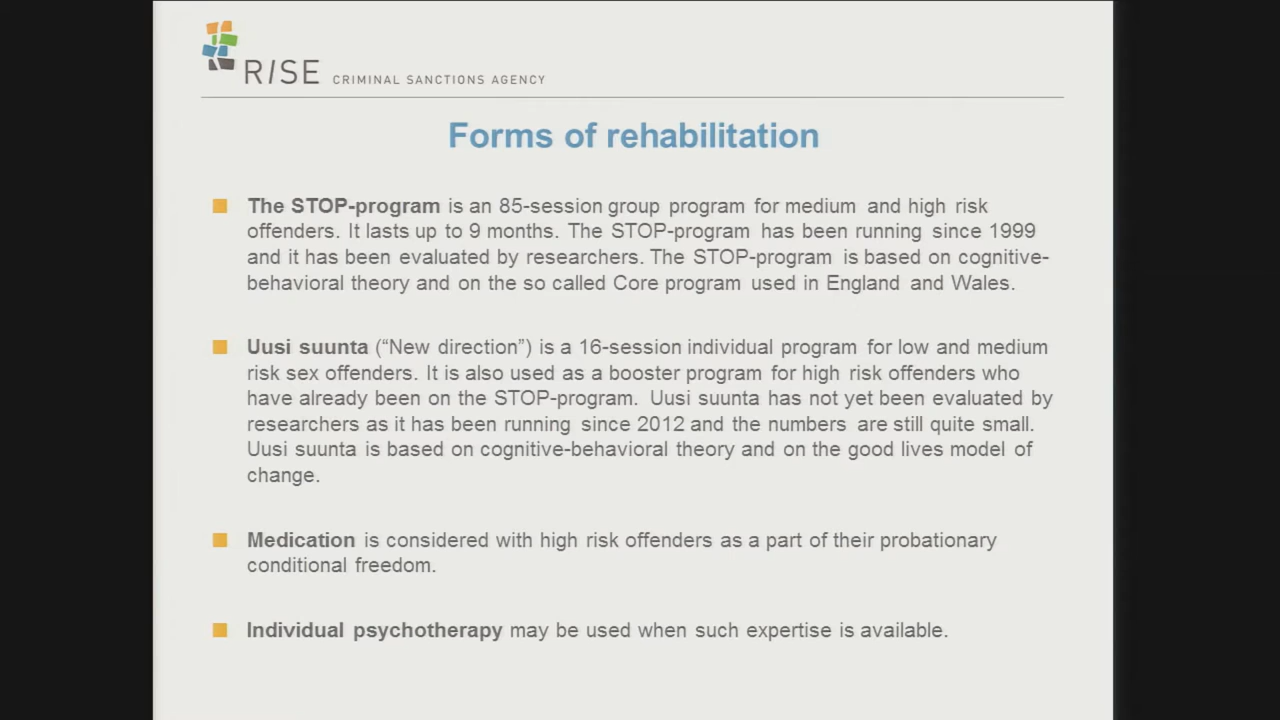 RISE CRIMINAL SANCTIONS AGENCY
Forms of rehabilitation
The STOP-program is an 85-session group program for medium and high risk
offenders. It lasts up to 9 months. The STOP-program has been running since 1999
and it has been evaluated by researchers. The STOP-program is based on cognitive-
behavioral theory and on the so called Core program used in England and Wales.
Uusi suunta (“New direction”) is a 16-session individual program for low and medium
risk sex offenders. It is also used as a booster program for high risk offenders who
have already been on the STOP-program. Uusi suunta has not yet been evaluated by
researchers as it has been running since 2012 and the numbers are still quite small.
Uusi suunta is based on cognitive-behavioral theory and on the good lives model of
change.
Medication is considered with high risk offenders as a part of their probationary
conditional freedom.
Individual psychotherapy may be used when such expertise is available.